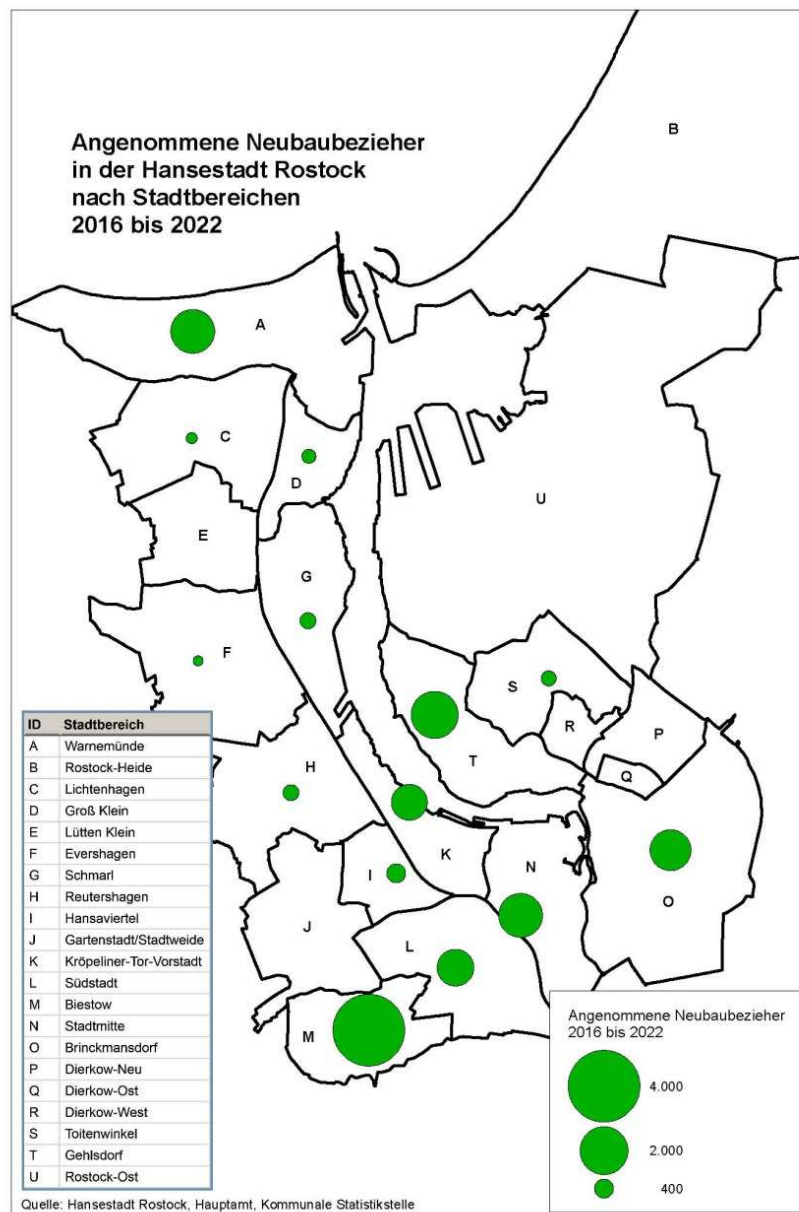 Angenommene Neubaubezieher
in der Hansestadt Rostock
nach Stadtbereichen
2016 bis 2022
B
A
C
D
U
E
G
F
S
R
P
T
Q
H
K
N
I
O
J
L
M
ID Stadtbereich
A Warnemünde
B Rostock-Heide
C Lichtenhagen
D Groß Klein
E Lütten Klein
F Evershagen
G Schmarl
H Reutershagen
I Hansaviertel
J Gartenstadt/Stadtweide
K Kröpeliner-Tor-Vorstadt
L Südstadt
M Biestow
N Stadtmitte
O Brinckmansdorf
P Dierkow-Neu
Q Dierkow-Ost
R Dierkow-West
S Toitenwinkel
T Gehlsdorf
U Rostock-Ost
Angenommene Neubaubezieher
2016 bis 2022
4.000
2.000
400
Quelle: Hansestadt Rostock, Hauptamt, Kommunale Statistikstelle